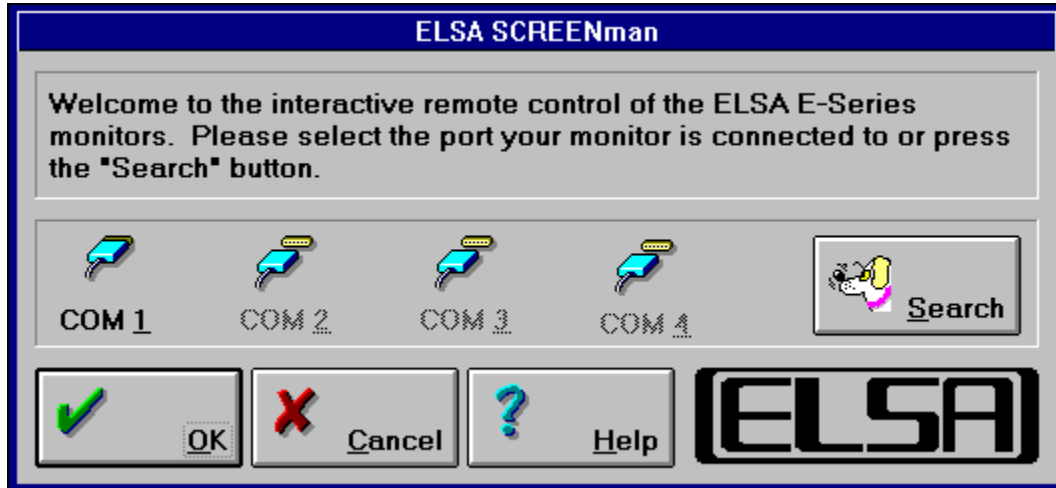 ELSA SCREENman
Welcome to the interactive remote control of the ELSA E-Series
monitors.  Please select the port your monitor is connected to or press
the "Search" button.
COM 1
COM 2
COM 3
COM 4
Search
OK
Cancel
Help
ELSA